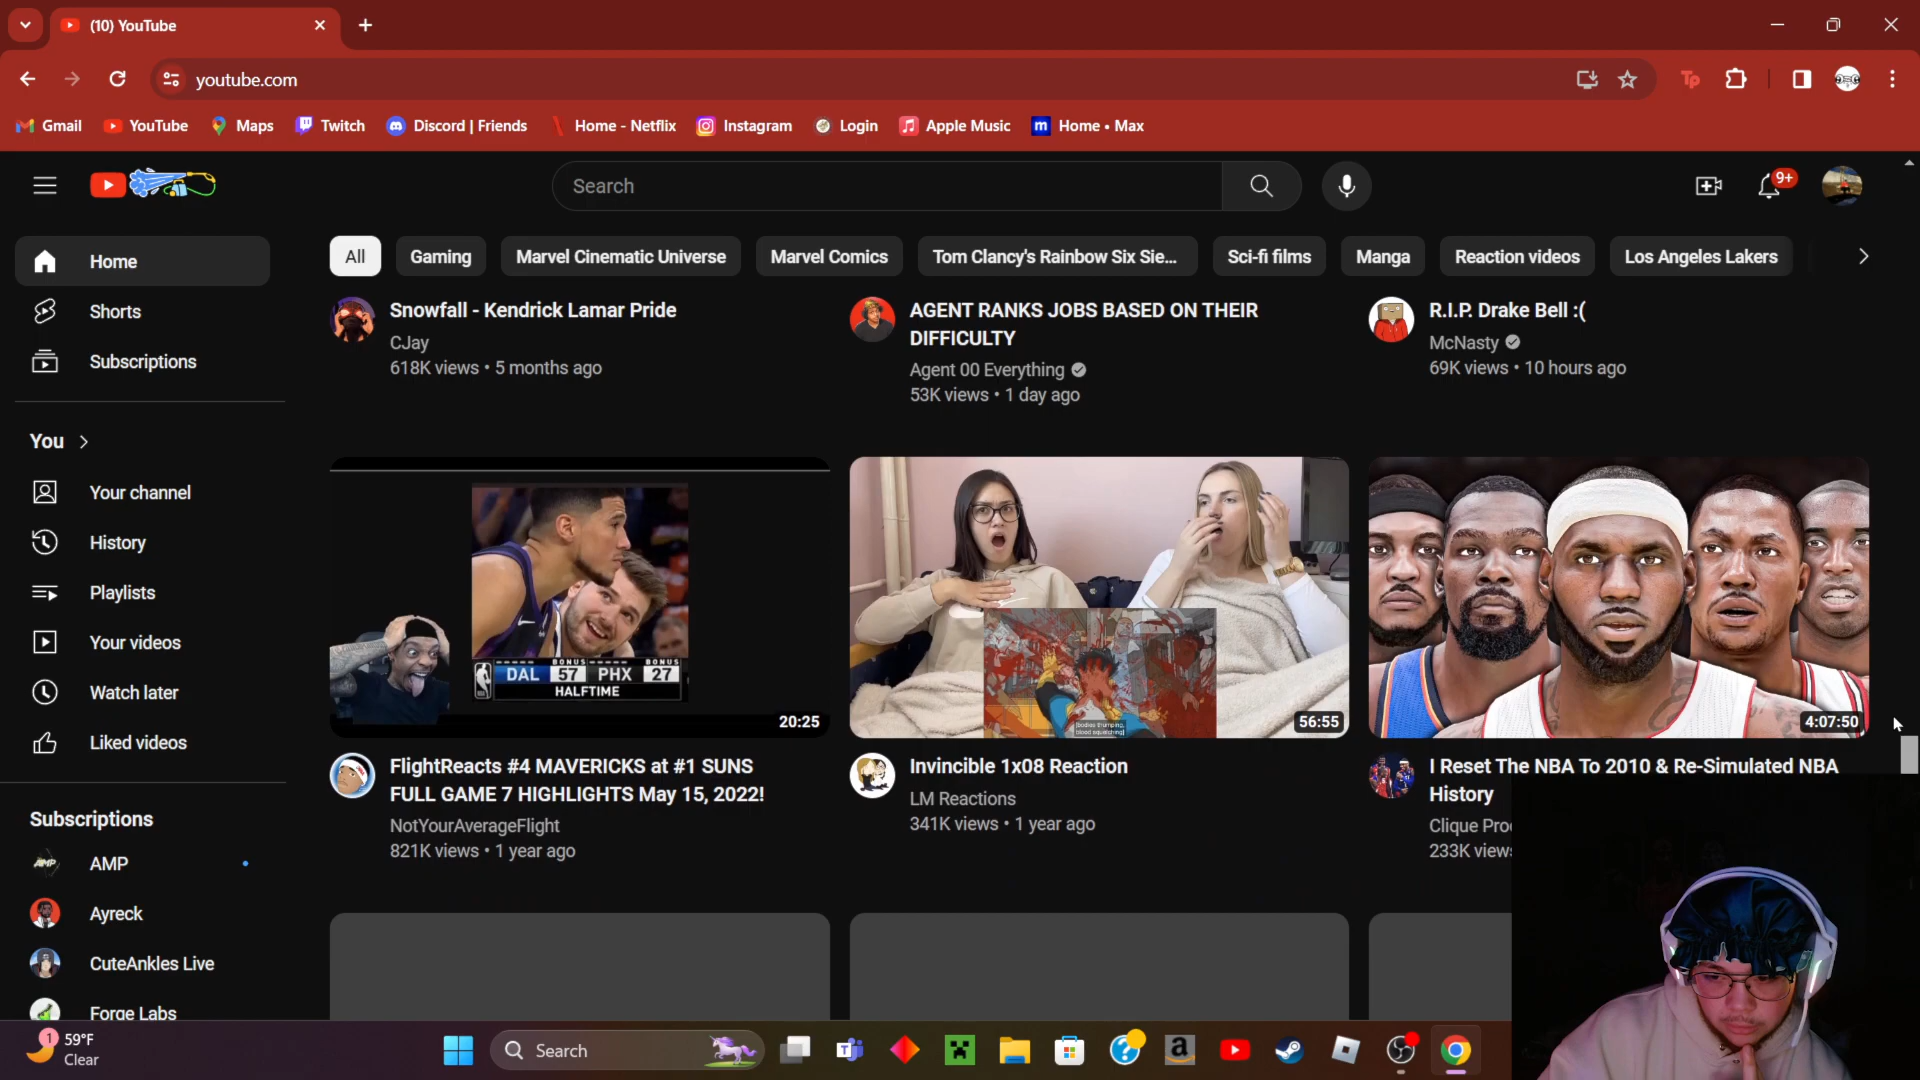 (10) YouTube
youtube.com
Tp
Gmail
YouTube
Maps
Twitch
Discord | Friends
Home - Netflix
Instagram
Login
Apple Music
m
Home • Max
Search
9+
Home
Shorts
Subscriptions
You
Your channel
History
Playlists
Your videos
Watch later
Liked videos
Subscriptions
AMP
AMP
Ayreck
CuteAnkles Live
Forge Labs
All
Gaming
Marvel Cinematic Universe
Marvel Comics
Tom Clancy's Rainbow Six Sie...
Sci-fi films
Manga
Reaction videos
Los Angeles Lakers
Snowfall - Kendrick Lamar Pride
CJay
618K views • 5 months ago
AGENT RANKS JOBS BASED ON THEIR
DIFFICULTY
Agent 00 Everything
53K views • 1 day ago
R.I.P. Drake Bell :(
McNasty
69K views • 10 hours ago
BONUS BONUS
DAL 57 PHX 27
HALFTIME
20:25
[bodies thumping,
blood squelching]
56:55
4:07:50
FlightReacts #4 MAVERICKS at #1 SUNS
FULL GAME 7 HIGHLIGHTS May 15, 2022!
NotYourAverageFlight
821K views • 1 year ago
Invincible 1x08 Reaction
LM Reactions
341K views • 1 year ago
I Reset The NBA To 2010 & Re-Simulated NBA
History
Clique Pro
233K views
1
59°F
Clear
Search
T
a